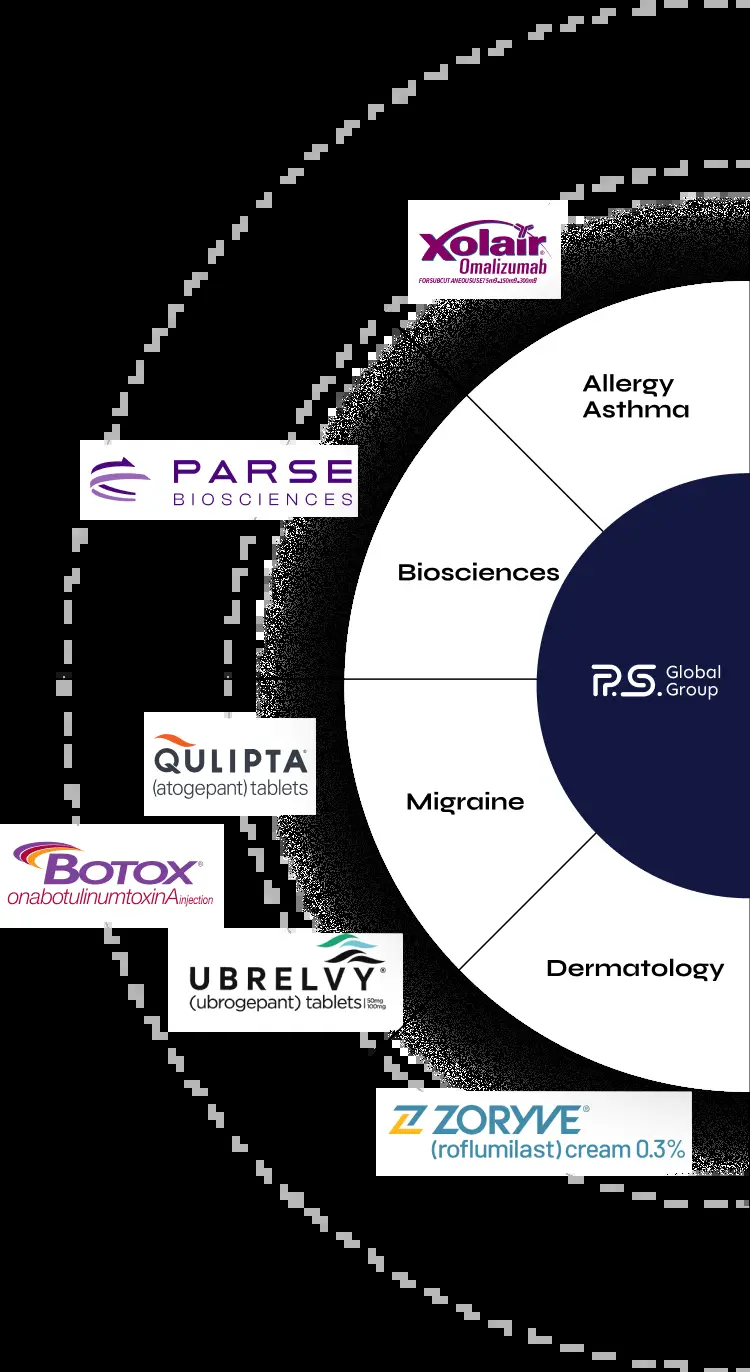 Xolair®
Omalizumab
FOR SUBCUTANEOUS USE 75mg•150mg•300mg
Allergy
Asthma
PARSE
BIOSCIENCES
Biosciences
P.S. Global
Group
QULIPTA®
(atogepant) tablets
Migraine
BOTOX®
onabotulinumtoxinA injection
UBRELVY®
(ubrogepant) tablets 50mg
100mg
Dermatology
ZORYVE®
(roflumilast) cream 0.3%